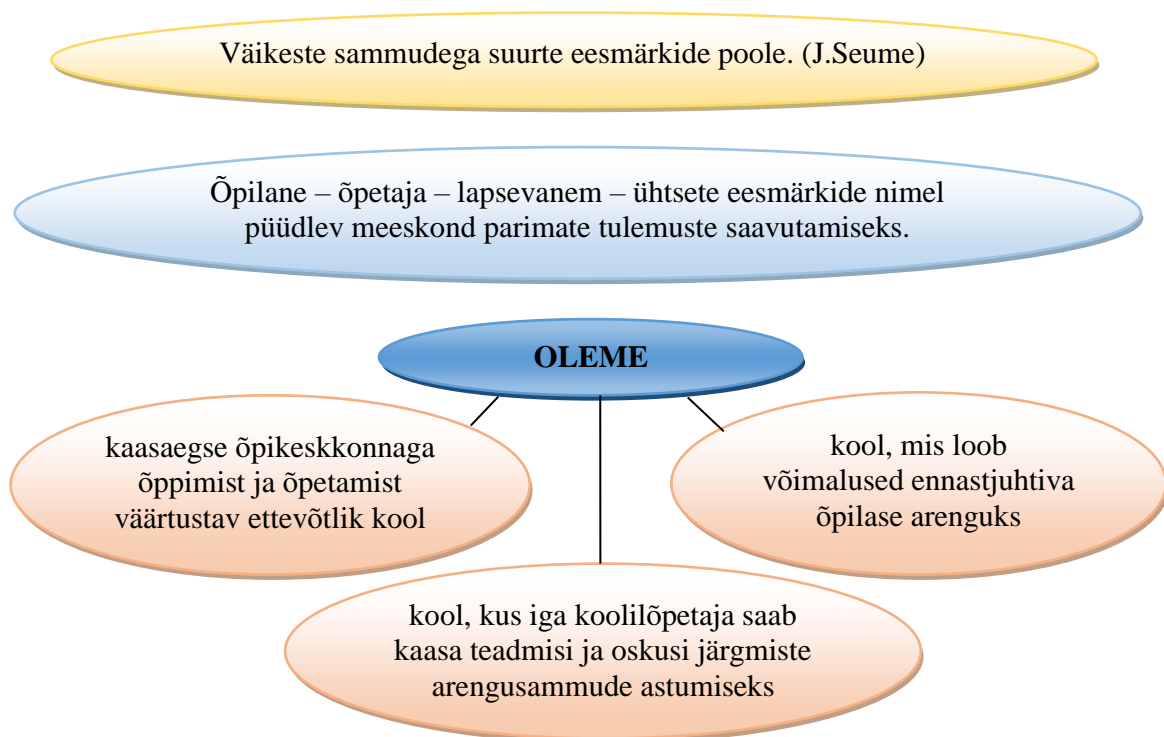 Väikeste sammudega suurte eesmärkide poole. (J.Seume)
Õpilane – õpetaja – lapsevanem – ühtsete eesmärkide nimel
püüdlev meeskond parimate tulemuste saavutamiseks.
OLEME
kaasaegse õpikeskkonnaga
õppimist ja õpetamist
väärtustav ettevõtlik kool
kool, mis loob
võimalused ennastjuhtiva
õpilase arenguks
kool, kus iga koolilõpetaja saab
kaasa teadmisi ja oskusi järgmiste
arengusammude astumiseks